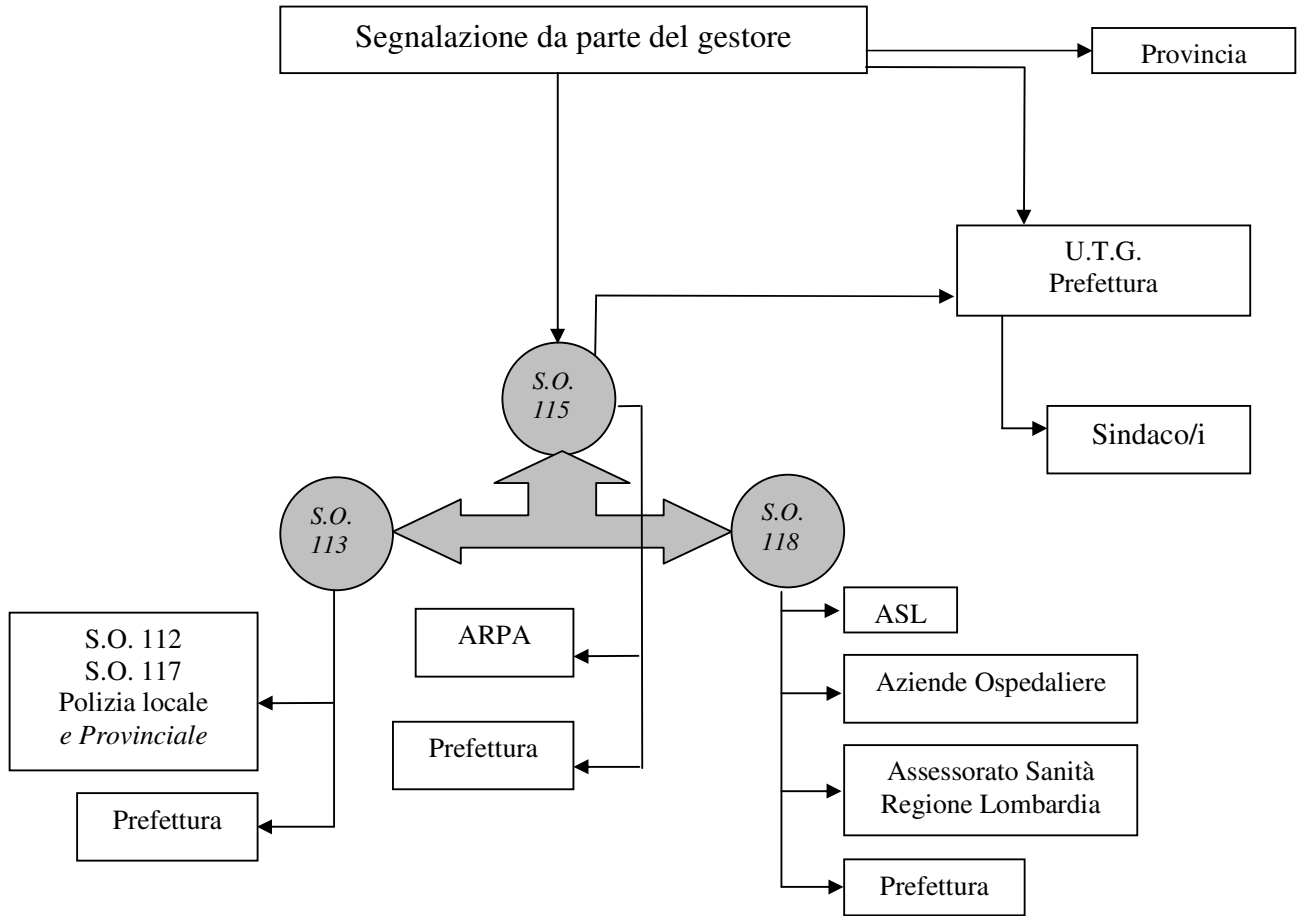 Segnalazione da parte del gestore
Provincia
U.T.G.
Prefettura
S.O.
115
Sindaco/i
S.O.
113
S.O.
118
S.O. 112
S.O. 117
Polizia locale
e Provinciale
Prefettura
ARPA
Prefettura
ASL
Aziende Ospedaliere
Assessorato Sanità
Regione Lombardia
Prefettura